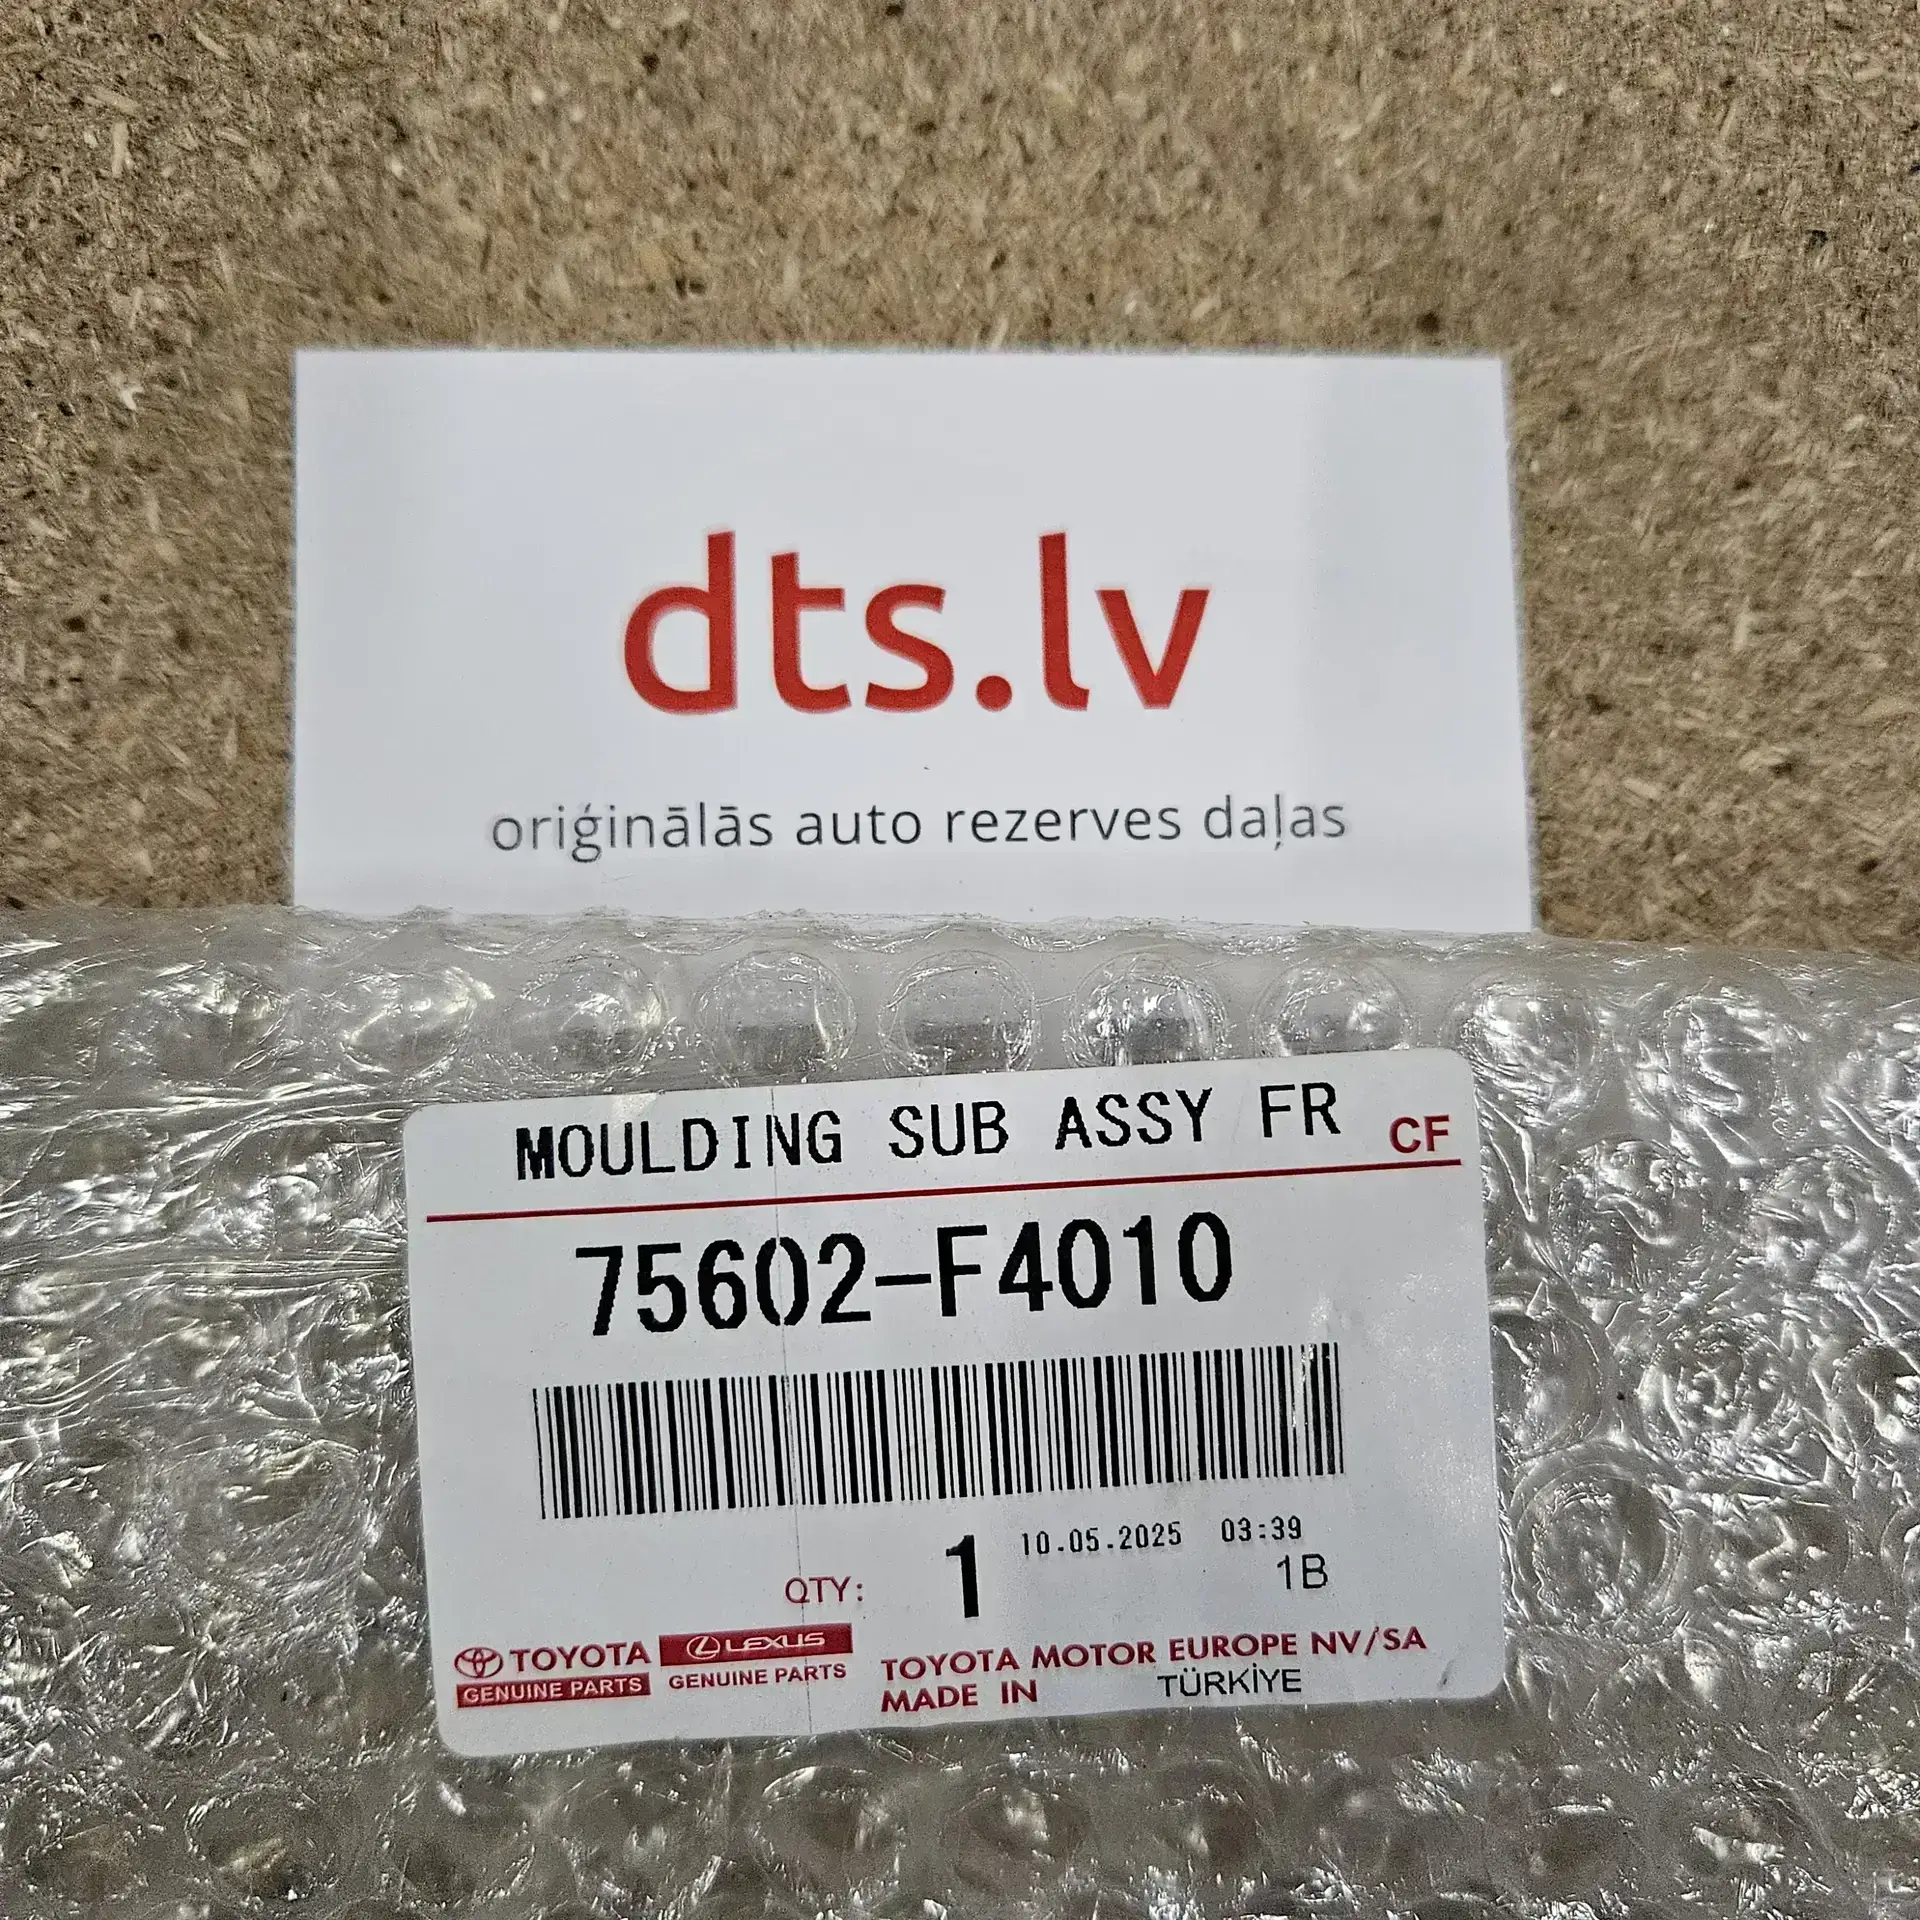 dts.lv
oriģinālās auto rezerves daļas
MOULDING SUB ASSY FR CF
75602-F4010
QTY: 1 10.05.2025 03:39
1B
TOYOTA
GENUINE PARTS
LEXUS
GENUINE PARTS
TOYOTA MOTOR EUROPE NV/SA
MADE IN TÜRKİYE